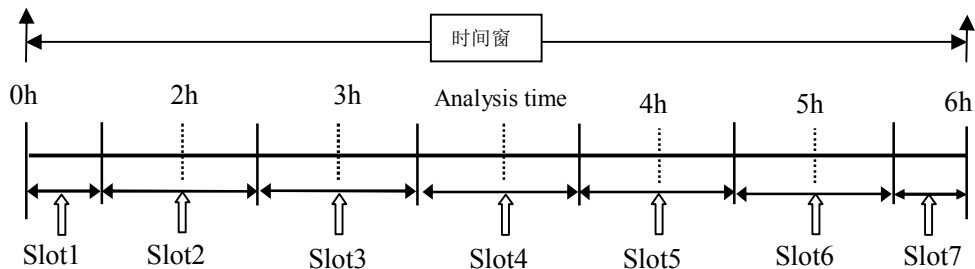 时间窗
0h
2h
3h
Analysis time
4h
5h
6h
Slot1
Slot2
Slot3
Slot4
Slot5
Slot6
Slot7